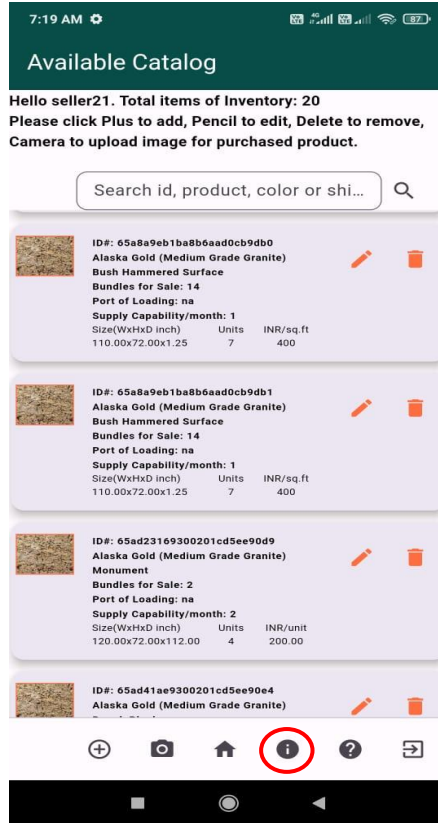 7:19 AM
4G
87
Available Catalog
Hello seller21. Total items of Inventory: 20
Please click Plus to add, Pencil to edit, Delete to remove,
Camera to upload image for purchased product.
Search id, product, color or shi...
ID#: 65a8a9eb1ba8b6aad0cb9db0
Alaska Gold (Medium Grade Granite)
Bush Hammered Surface
Bundles for Sale: 14
Port of Loading: na
Supply Capability/month: 1
Size(WxHxD inch) Units INR/sq.ft
110.00x72.00x1.25 7 400
ID#: 65a8a9eb1ba8b6aad0cb9db1
Alaska Gold (Medium Grade Granite)
Bush Hammered Surface
Bundles for Sale: 14
Port of Loading: na
Supply Capability/month: 1
Size(WxHxD inch) Units INR/sq.ft
110.00x72.00x1.25 7 400
ID#: 65ad23169300201cd5ee90d9
Alaska Gold (Medium Grade Granite)
Monument
Bundles for Sale: 2
Port of Loading: na
Supply Capability/month: 2
Size(WxHxD inch) Units INR/unit
120.00x72.00x112.00 4 200.00
ID#: 65ad41ae9300201cd5ee90e4
Alaska Gold (Medium Grade Granite)